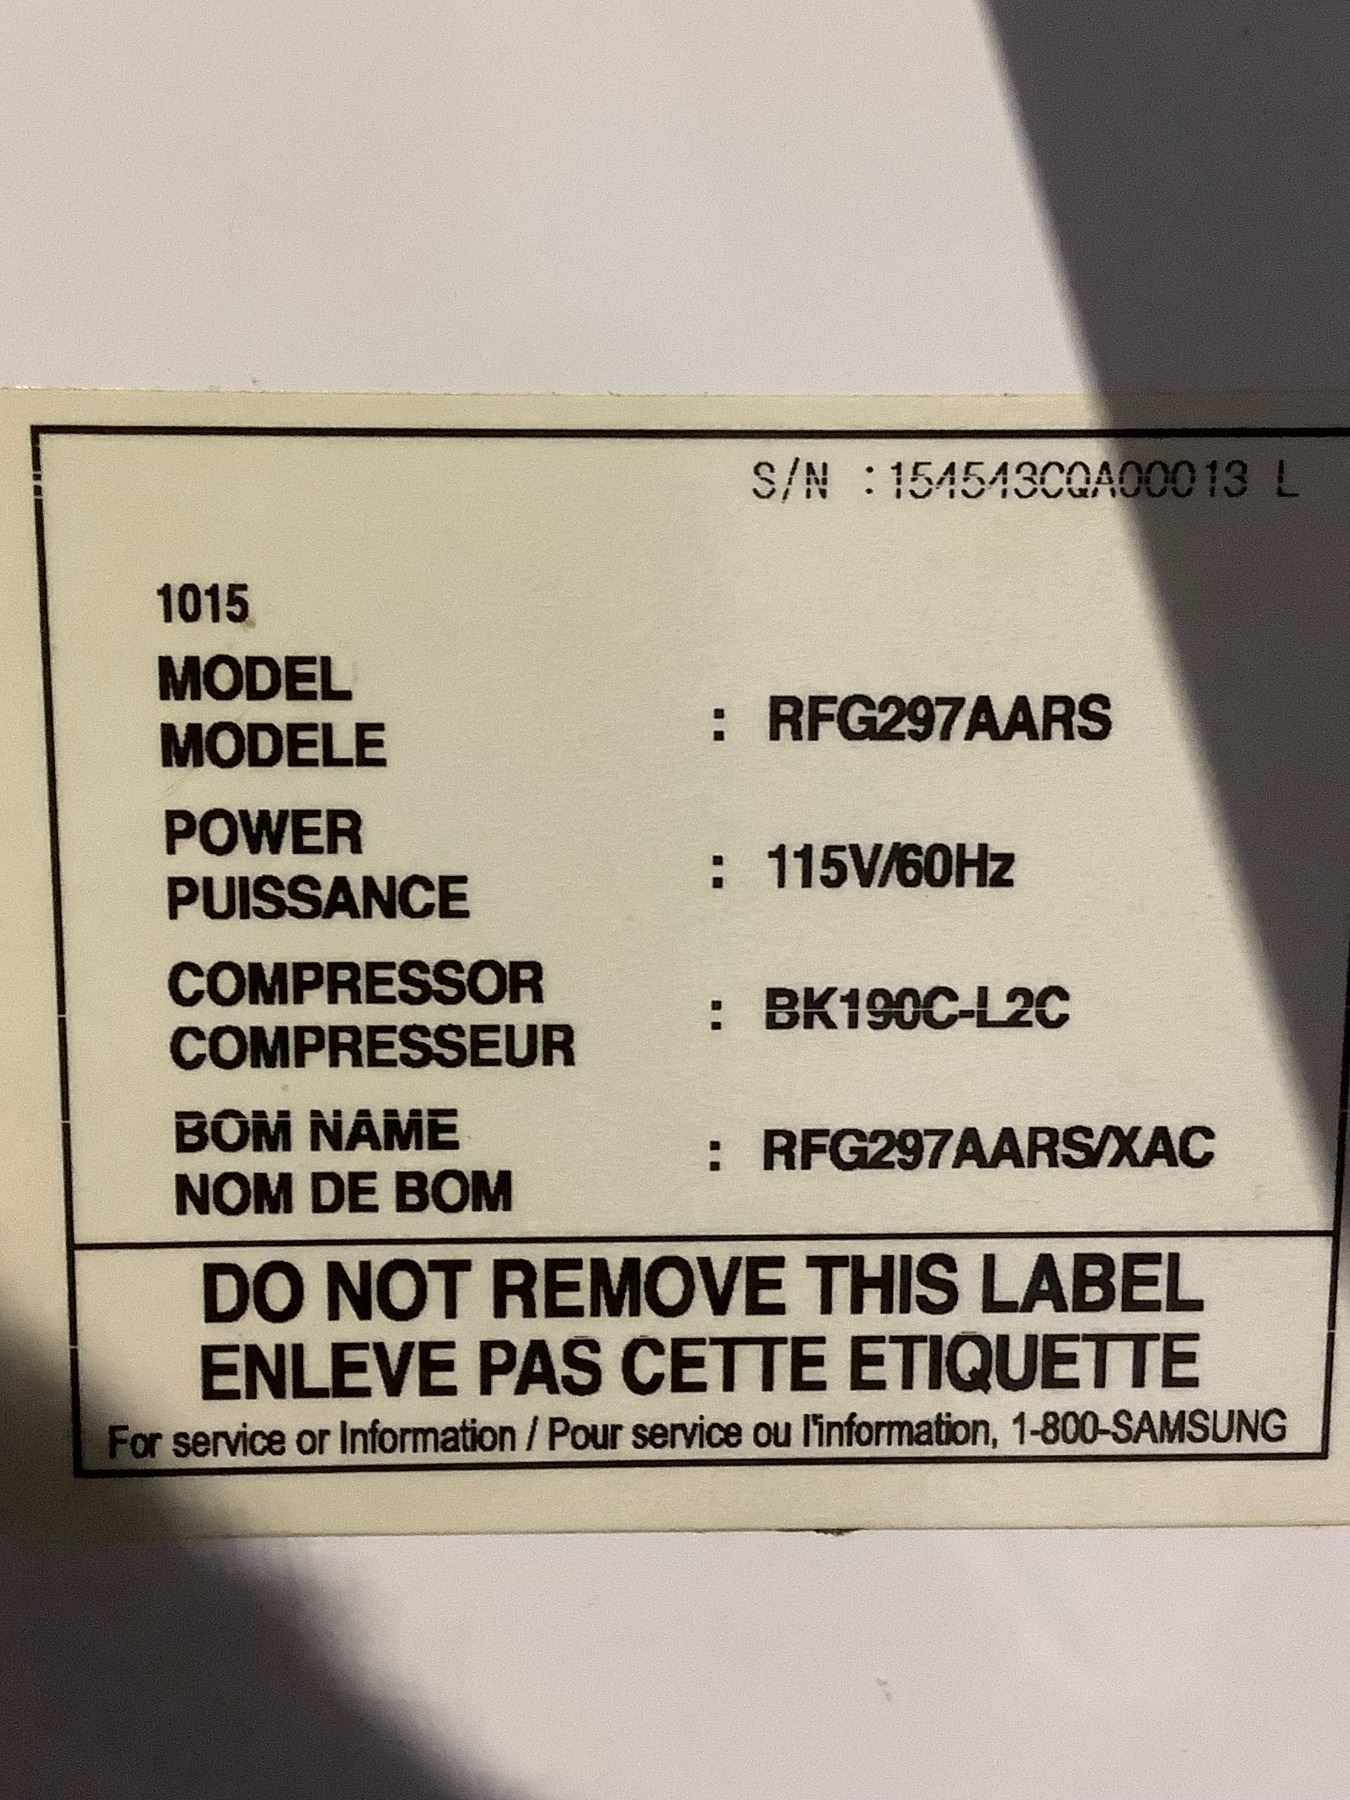 S/N :154543CQA00013 L
1015
MODEL
MODELE
: RFG297AARS
POWER
PUISSANCE
: 115V/60Hz
COMPRESSOR
COMPRESSEUR
: BK190C-L2C
BOM NAME
NOM DE BOM
: RFG297AARS/XAC
DO NOT REMOVE THIS LABEL
ENLEVE PAS CETTE ETIQUETTE
For service or Information / Pour service ou l'information, 1-800-SAMSUNG